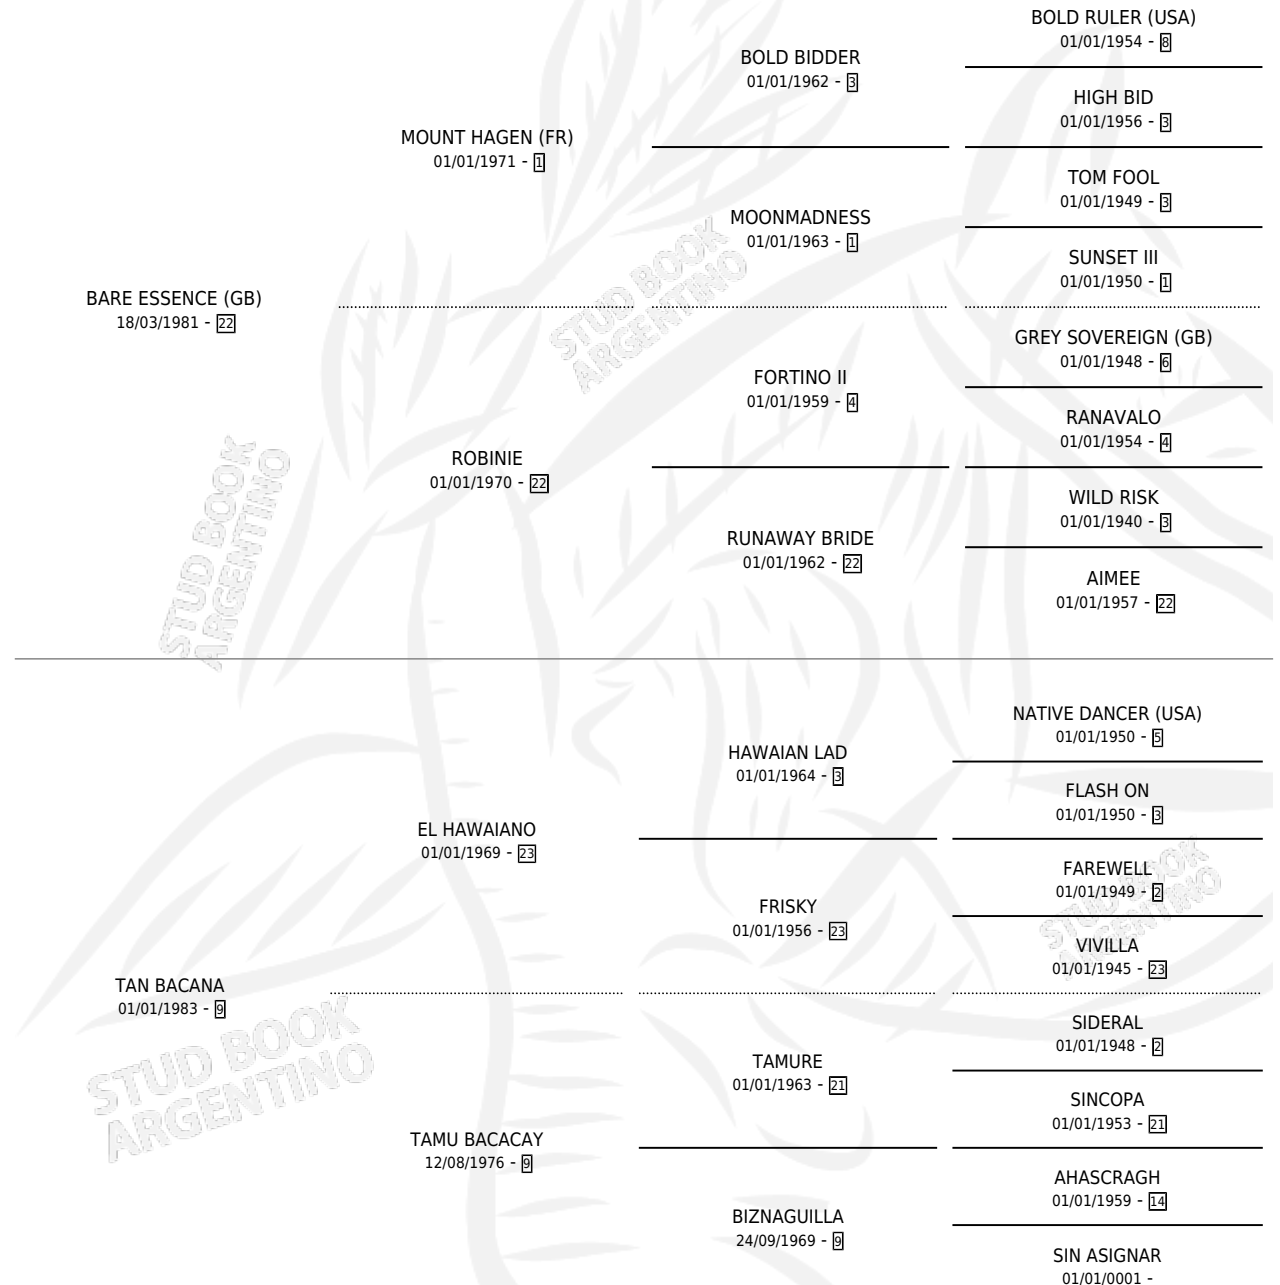 BOLD RULER (USA)
01/01/1954 - 8
BOLD BIDDER
01/01/1962 - 3
HIGH BID
01/01/1956 - 3
MOUNT HAGEN (FR)
01/01/1971 - 1
TOM FOOL
01/01/1949 - 3
MOONMADNESS
01/01/1963 - 1
SUNSET III
01/01/1950 - 1
BARE ESSENCE (GB)
18/03/1981 - 22
STUD BOOK
ARGENTINO
GREY SOVEREIGN (GB)
01/01/1948 - 6
FORTINO II
01/01/1959 - 4
RANAVALO
01/01/1954 - 4
ROBINIE
01/01/1970 - 22
WILD RISK
01/01/1940 - 3
RUNAWAY BRIDE
01/01/1962 - 22
AIMEE
01/01/1957 - 22
STUD BOOK
ARGENTINO
NATIVE DANCER (USA)
01/01/1950 - 5
HAWAIAN LAD
01/01/1964 - 3
FLASH ON
01/01/1950 - 3
EL HAWAIANO
01/01/1969 - 23
FAREWELL
01/01/1949 - 2
FRISKY
01/01/1956 - 23
VIVILLA
01/01/1945 - 23
STUD BOOK
ARGENTINO
TAN BACANA
01/01/1983 - 9
SIDERAL
01/01/1948 - 2
TAMURE
01/01/1963 - 21
SINCOPA
01/01/1953 - 21
STUD BOOK
ARGENTINO
TAMU BACACAY
12/08/1976 - 9
AHASCRAGH
01/01/1959 - 14
BIZNAGUILLA
24/09/1969 - 9
SIN ASIGNAR
01/01/0001 -